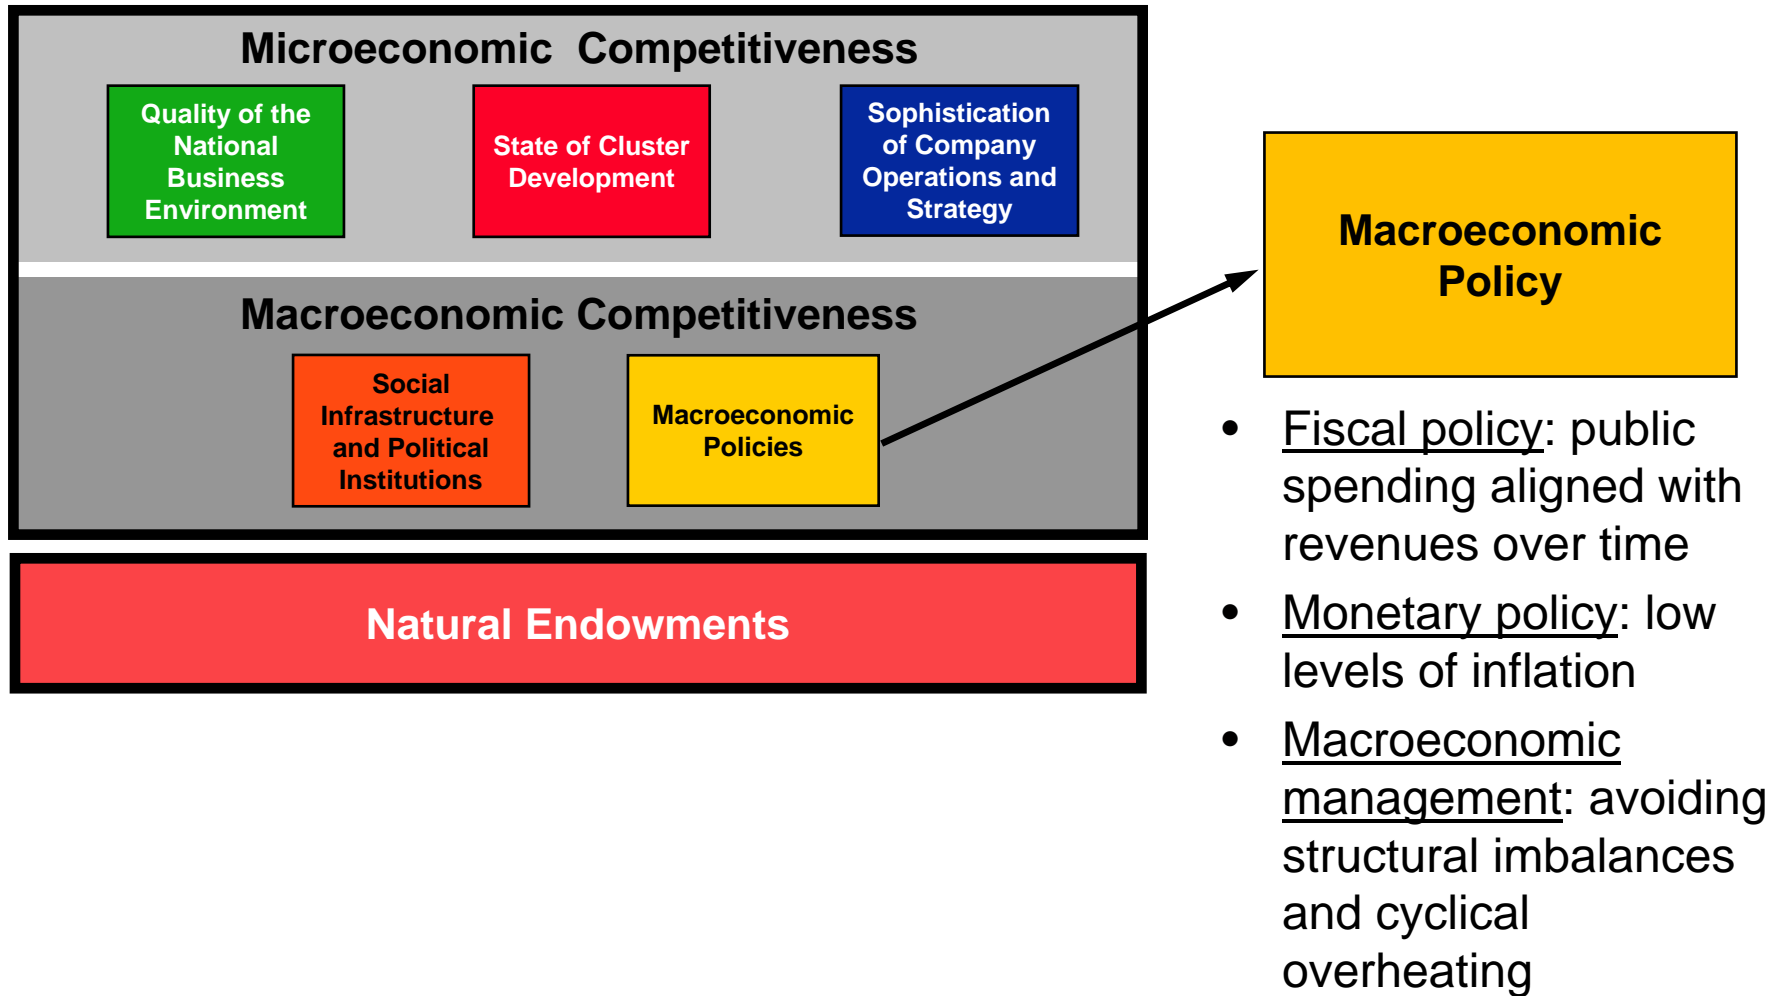 Microeconomic Competitiveness
Quality of the
National
Business
Environment
State of Cluster
Development
Sophistication
of Company
Operations and
Strategy
Macroeconomic Competitiveness
Social
Infrastructure
and Political
Institutions
Macroeconomic
Policies
Natural Endowments
Macroeconomic
Policy
• Fiscal policy: public
spending aligned with
revenues over time
• Monetary policy: low
levels of inflation
• Macroeconomic
management: avoiding
structural imbalances
and cyclical
overheating